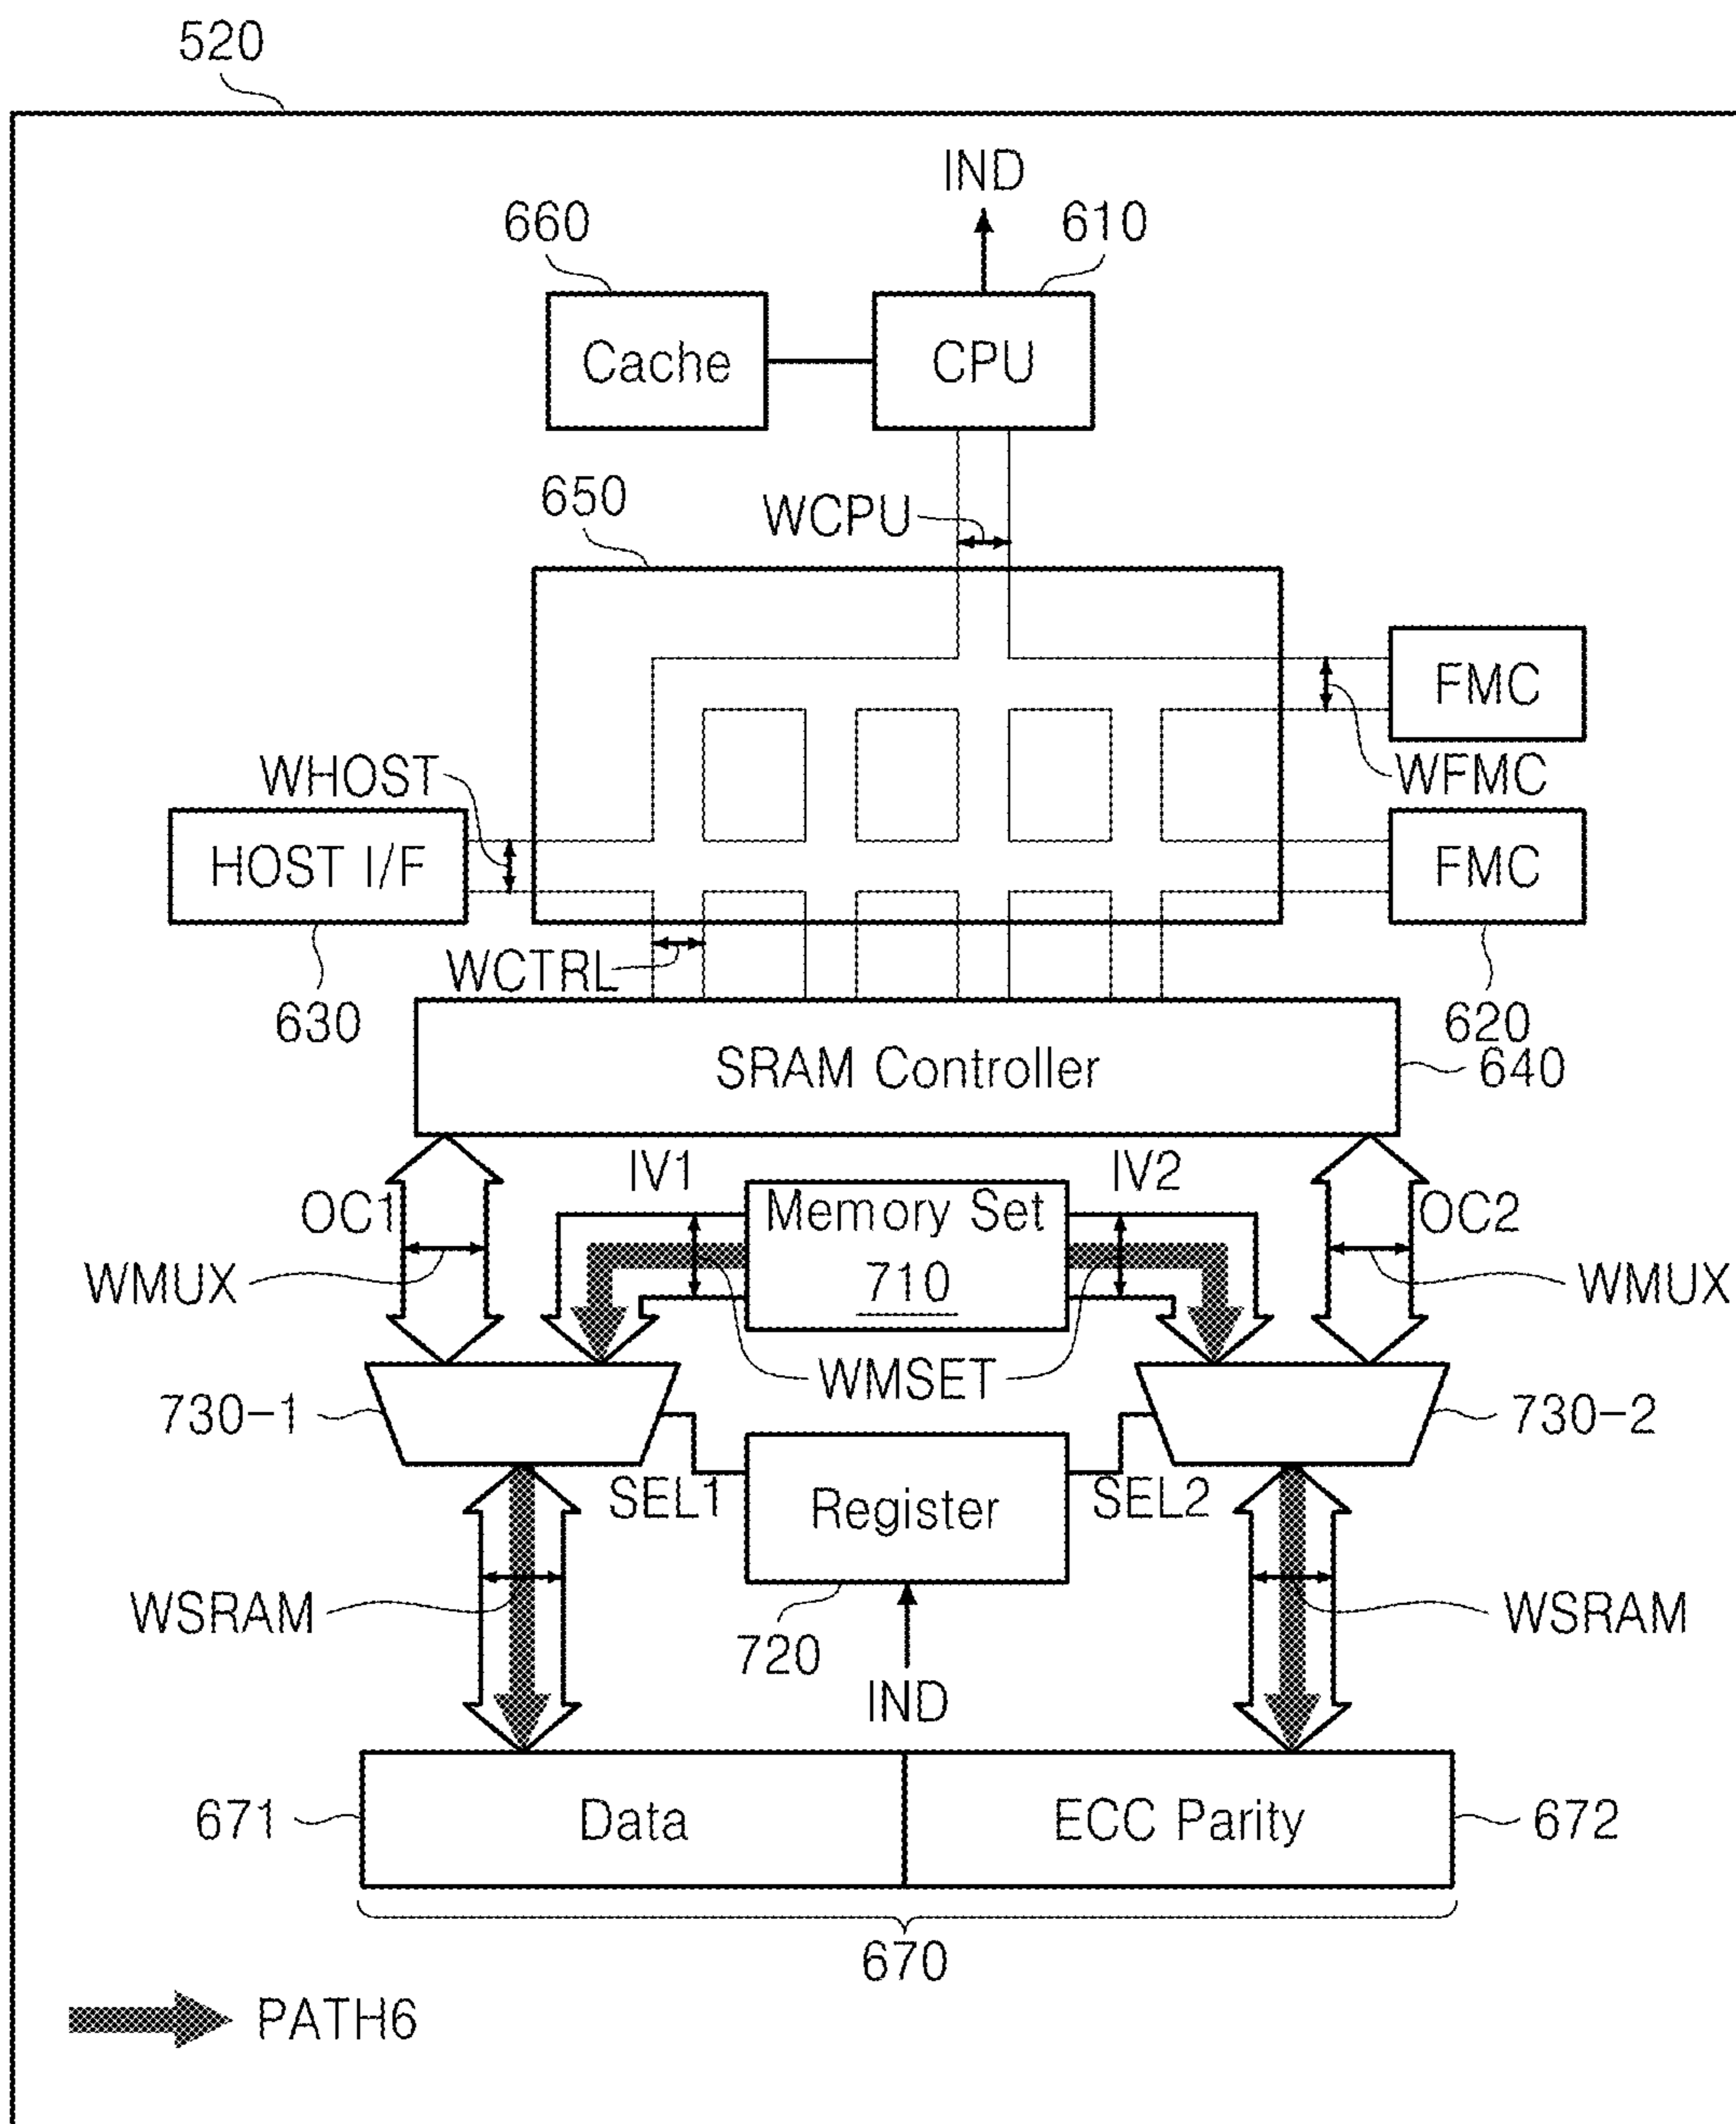 520
IND
660
610
Cache
CPU
650
WCPU
FMC
WHOST
WFMC
HOST I/F
FMC
WCTRL
630
620
SRAM Controller
640
IV1
IV2
OC1
Memory Set
OC2
WMUX
710
WMUX
WMSET
730-1
730-2
SEL1
Register
SEL2
WSRAM
WSRAM
720
IND
671
Data
ECC Parity
672
670
PATH6